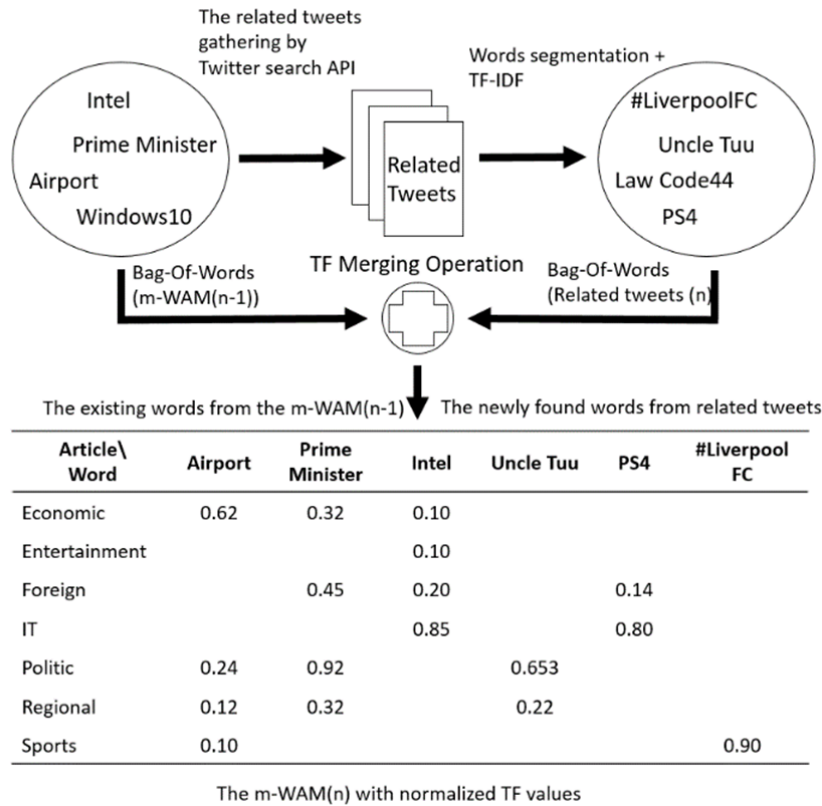 The related tweets
gathering by
Twitter search API
Words segmentation +
TF-IDF
Intel
Prime Minister
Airport
Windows10
Related
Tweets
#LiverpoolFC
Uncle Tuu
Law Code44
PS4
Bag-Of-Words
(m-WAM(n-1))
TF Merging Operation
Bag-Of-Words
(Related tweets (n)
The existing words from the m-WAM(n-1)
The newly found words from related tweets
Article\ Word Airport Prime Minister Intel Uncle Tuu PS4 #Liverpool FC
Economic 0.62 0.32 0.10
Entertainment 0.10
Foreign 0.45 0.20 0.14
IT 0.85 0.80
Politic 0.24 0.92 0.653
Regional 0.12 0.32 0.22
Sports 0.10 0.90
The m-WAM(n) with normalized TF values